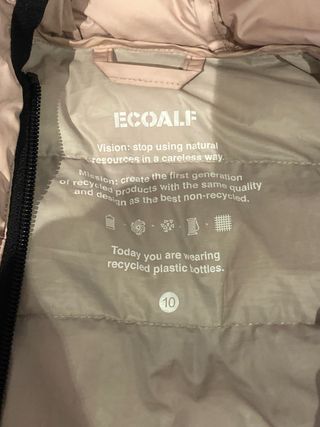 ECOALF
Vision: stop using natural
resources in a careless way.
Mission: create the first generation
of recycled products with the same quality
and design as the best non-recycled.
Today you are wearing
recycled plastic bottles.
10